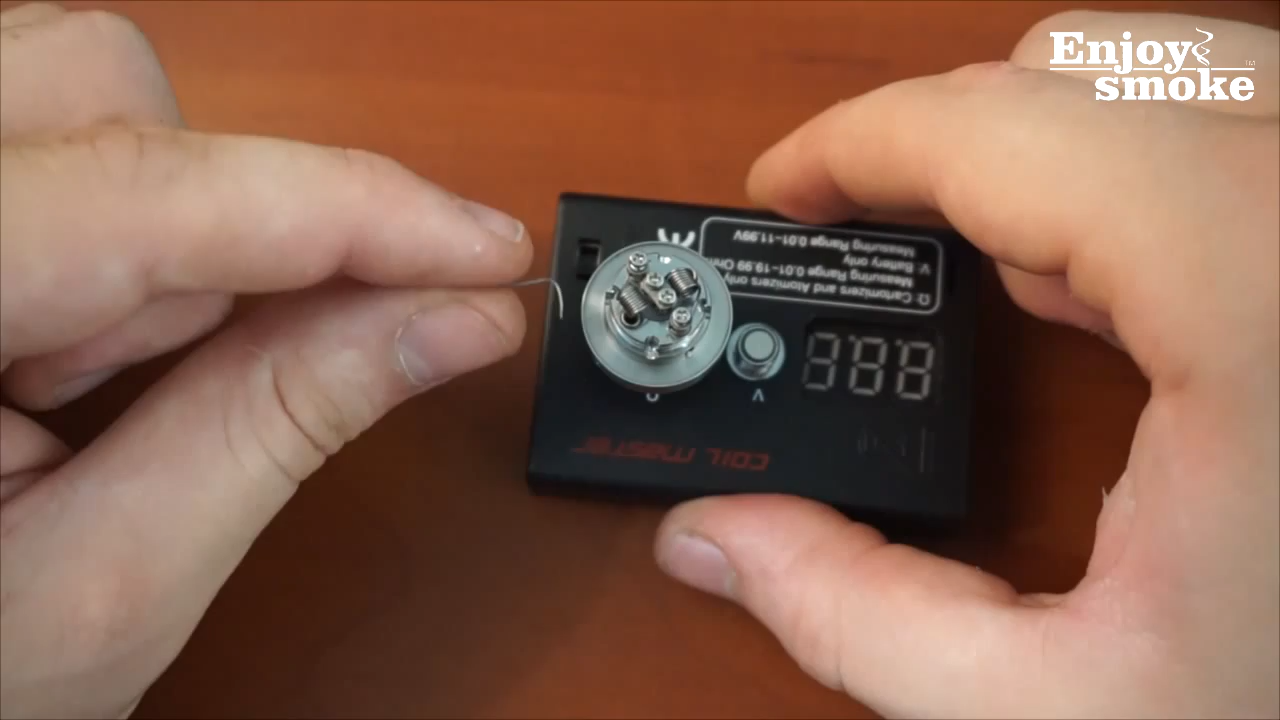 Enjoy
smoke
TM
Ω: Cartomizers and Atomizers only
Measuring Range 0.01-19.99 Ohm
V: Battery only
Measuring Range 0.01-11.99V
V
COIL MASTER